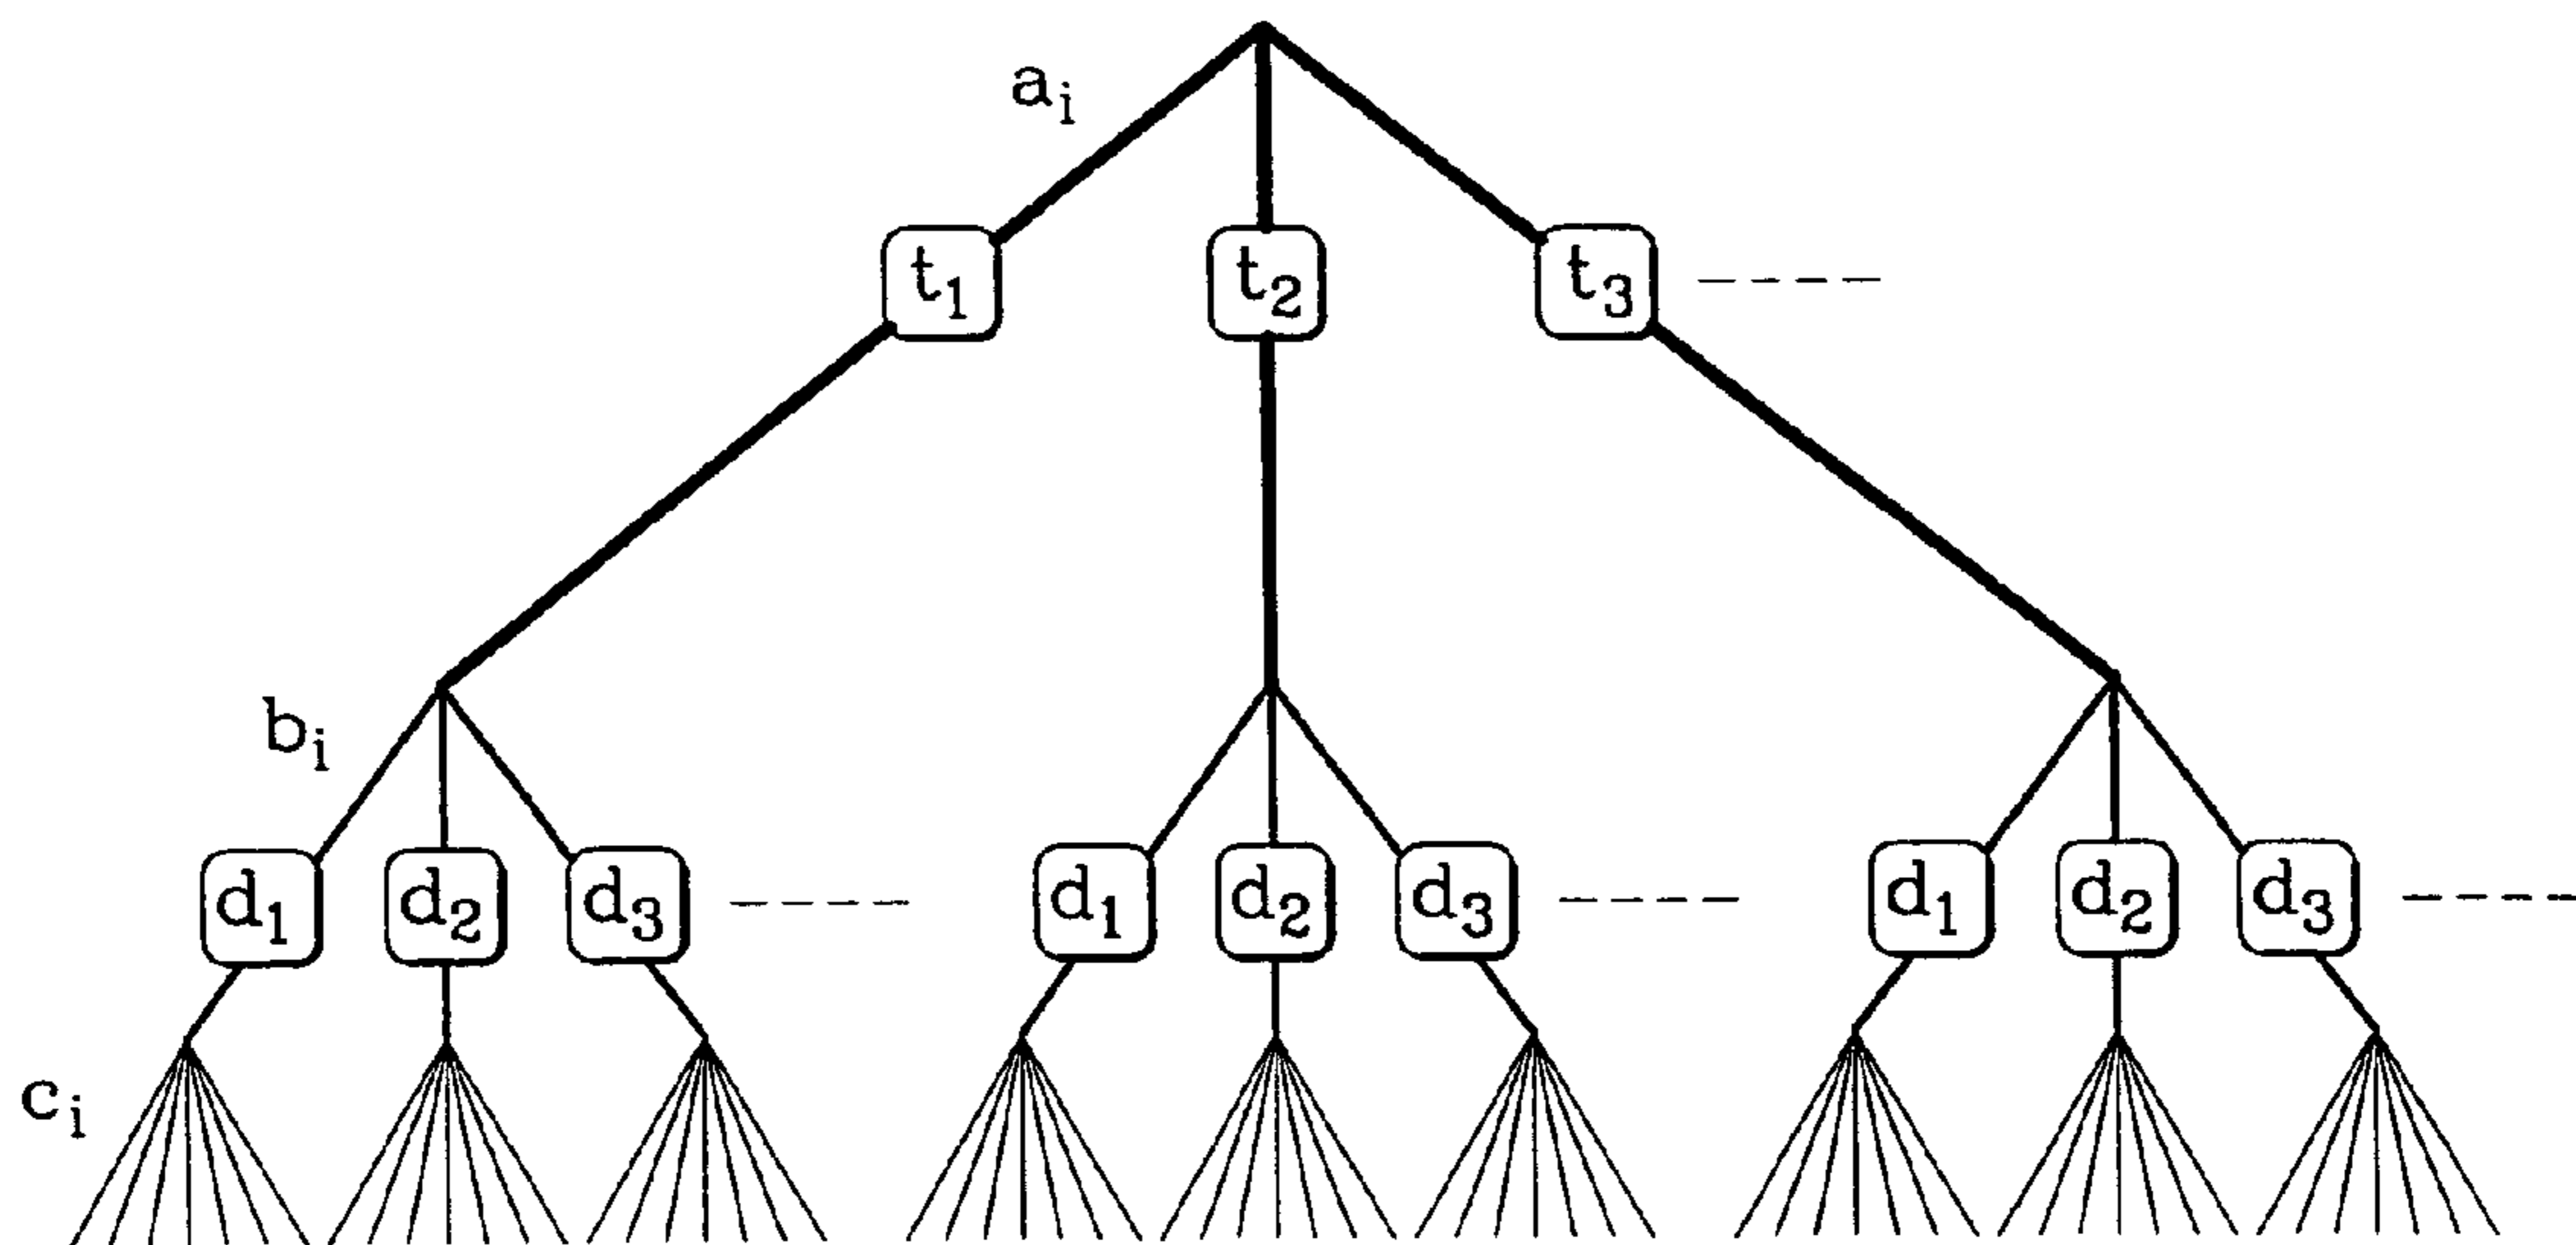 a_i
t_1 t_2 t_3
b_i
d_1 d_2 d_3 d_1 d_2 d_3 d_1 d_2 d_3
c_i